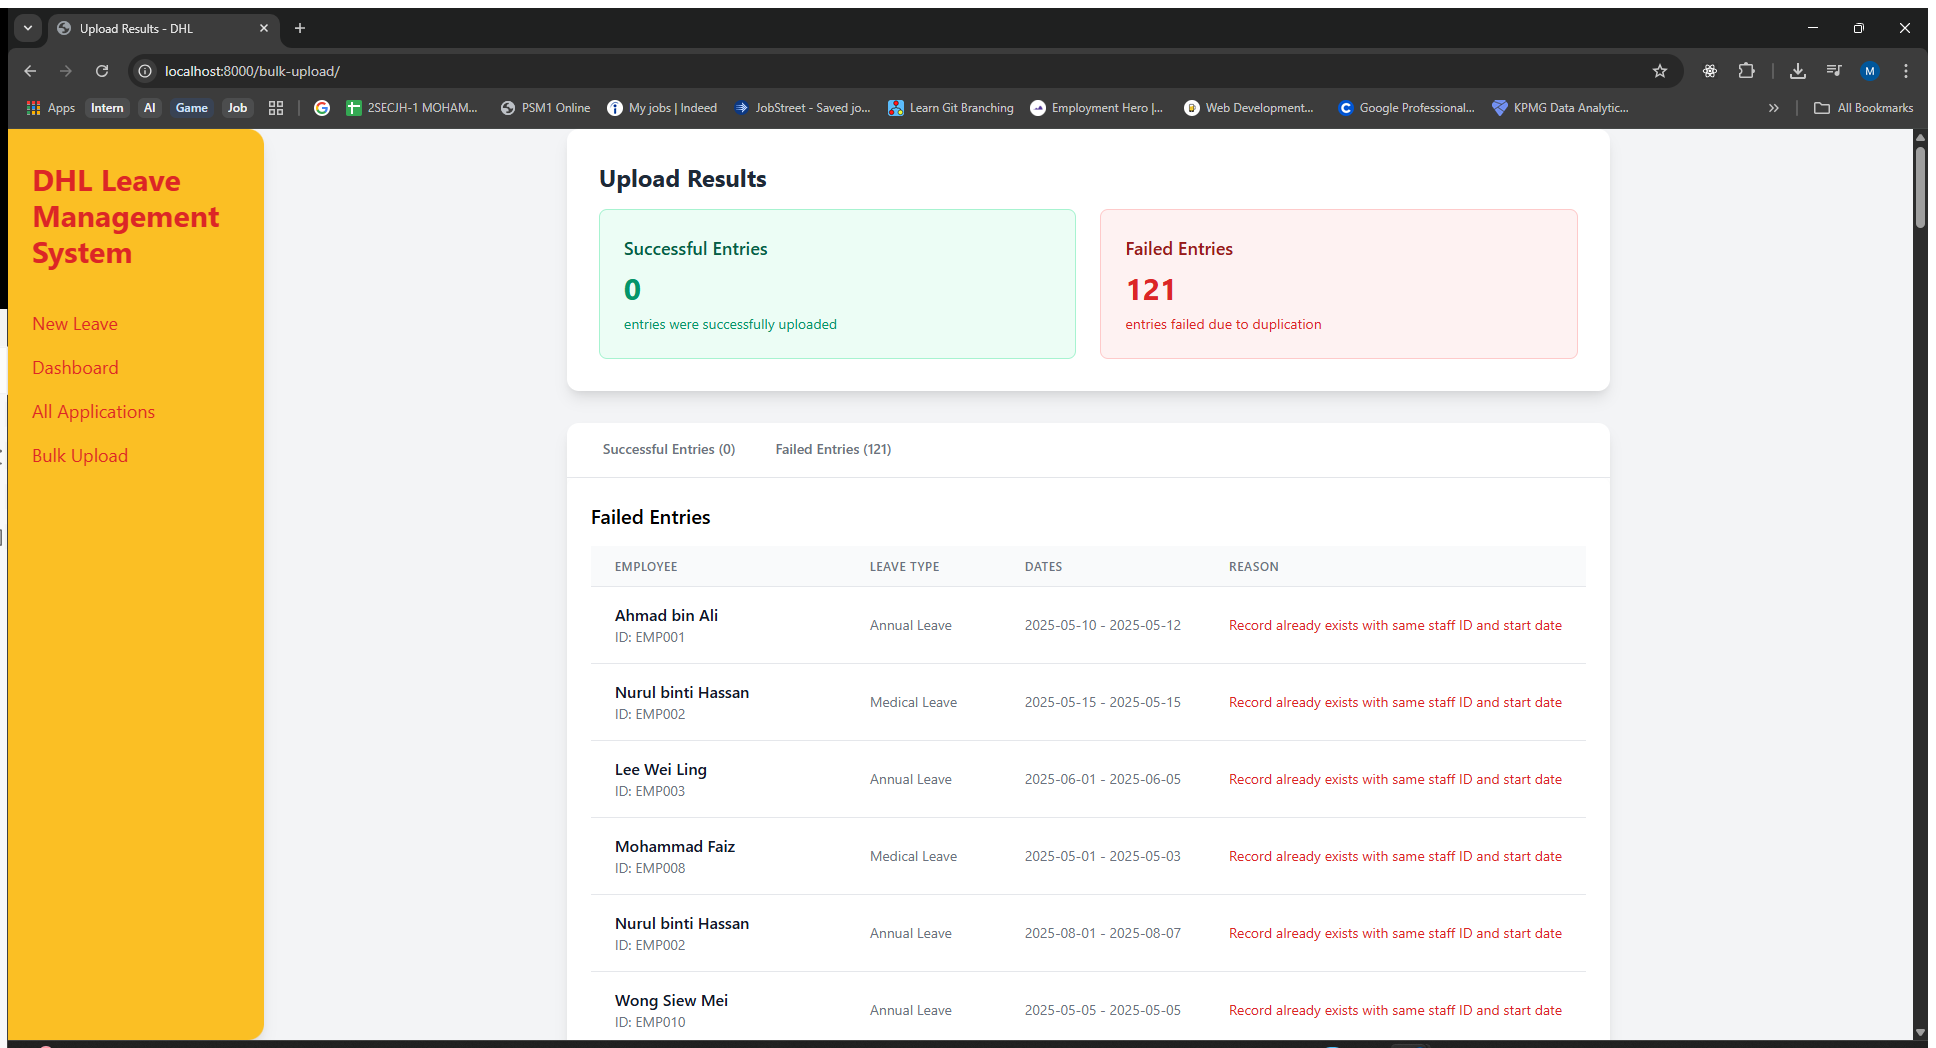 Upload Results - DHL
localhost:8000/bulk-upload/
M
Apps
Intern
AI
Game
Job
2SECJH-1 MOHAM...
PSM1 Online
My jobs | Indeed
JobStreet - Saved jo...
Learn Git Branching
Employment Hero |...
Web Development...
Google Professional...
KPMG Data Analytic...
All Bookmarks
DHL Leave
Management
System
New Leave
Dashboard
All Applications
Bulk Upload
Upload Results
Successful Entries
0
entries were successfully uploaded
Failed Entries
121
entries failed due to duplication
Successful Entries (0)
Failed Entries (121)
Failed Entries
EMPLOYEE LEAVE TYPE DATES REASON
Ahmad bin Ali
ID: EMP001
Annual Leave
2025-05-10 - 2025-05-12
Record already exists with same staff ID and start date
Nurul binti Hassan
ID: EMP002
Medical Leave
2025-05-15 - 2025-05-15
Record already exists with same staff ID and start date
Lee Wei Ling
ID: EMP003
Annual Leave
2025-06-01 - 2025-06-05
Record already exists with same staff ID and start date
Mohammad Faiz
ID: EMP008
Medical Leave
2025-05-01 - 2025-05-03
Record already exists with same staff ID and start date
Nurul binti Hassan
ID: EMP002
Annual Leave
2025-08-01 - 2025-08-07
Record already exists with same staff ID and start date
Wong Siew Mei
ID: EMP010
Annual Leave
2025-05-05 - 2025-05-05
Record already exists with same staff ID and start date